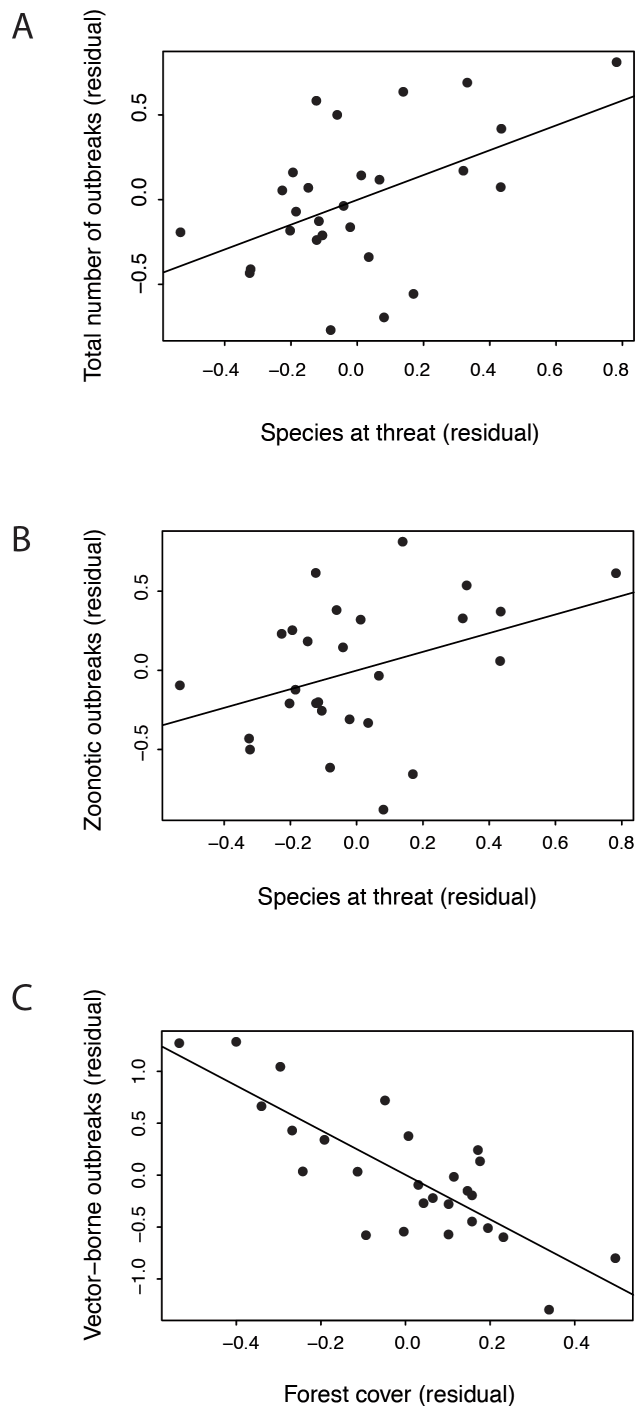 A
Total number of outbreaks (residual)
0.5
0.0
−0.5
−0.4 −0.2 0.0 0.2 0.4 0.6 0.8
Species at threat (residual)
B
Zoonotic outbreaks (residual)
0.5
0.0
−0.5
−0.4 −0.2 0.0 0.2 0.4 0.6 0.8
Species at threat (residual)
C
Vector−borne outbreaks (residual)
1.0
0.5
0.0
−0.5
−1.0
−0.4 −0.2 0.0 0.2 0.4
Forest cover (residual)